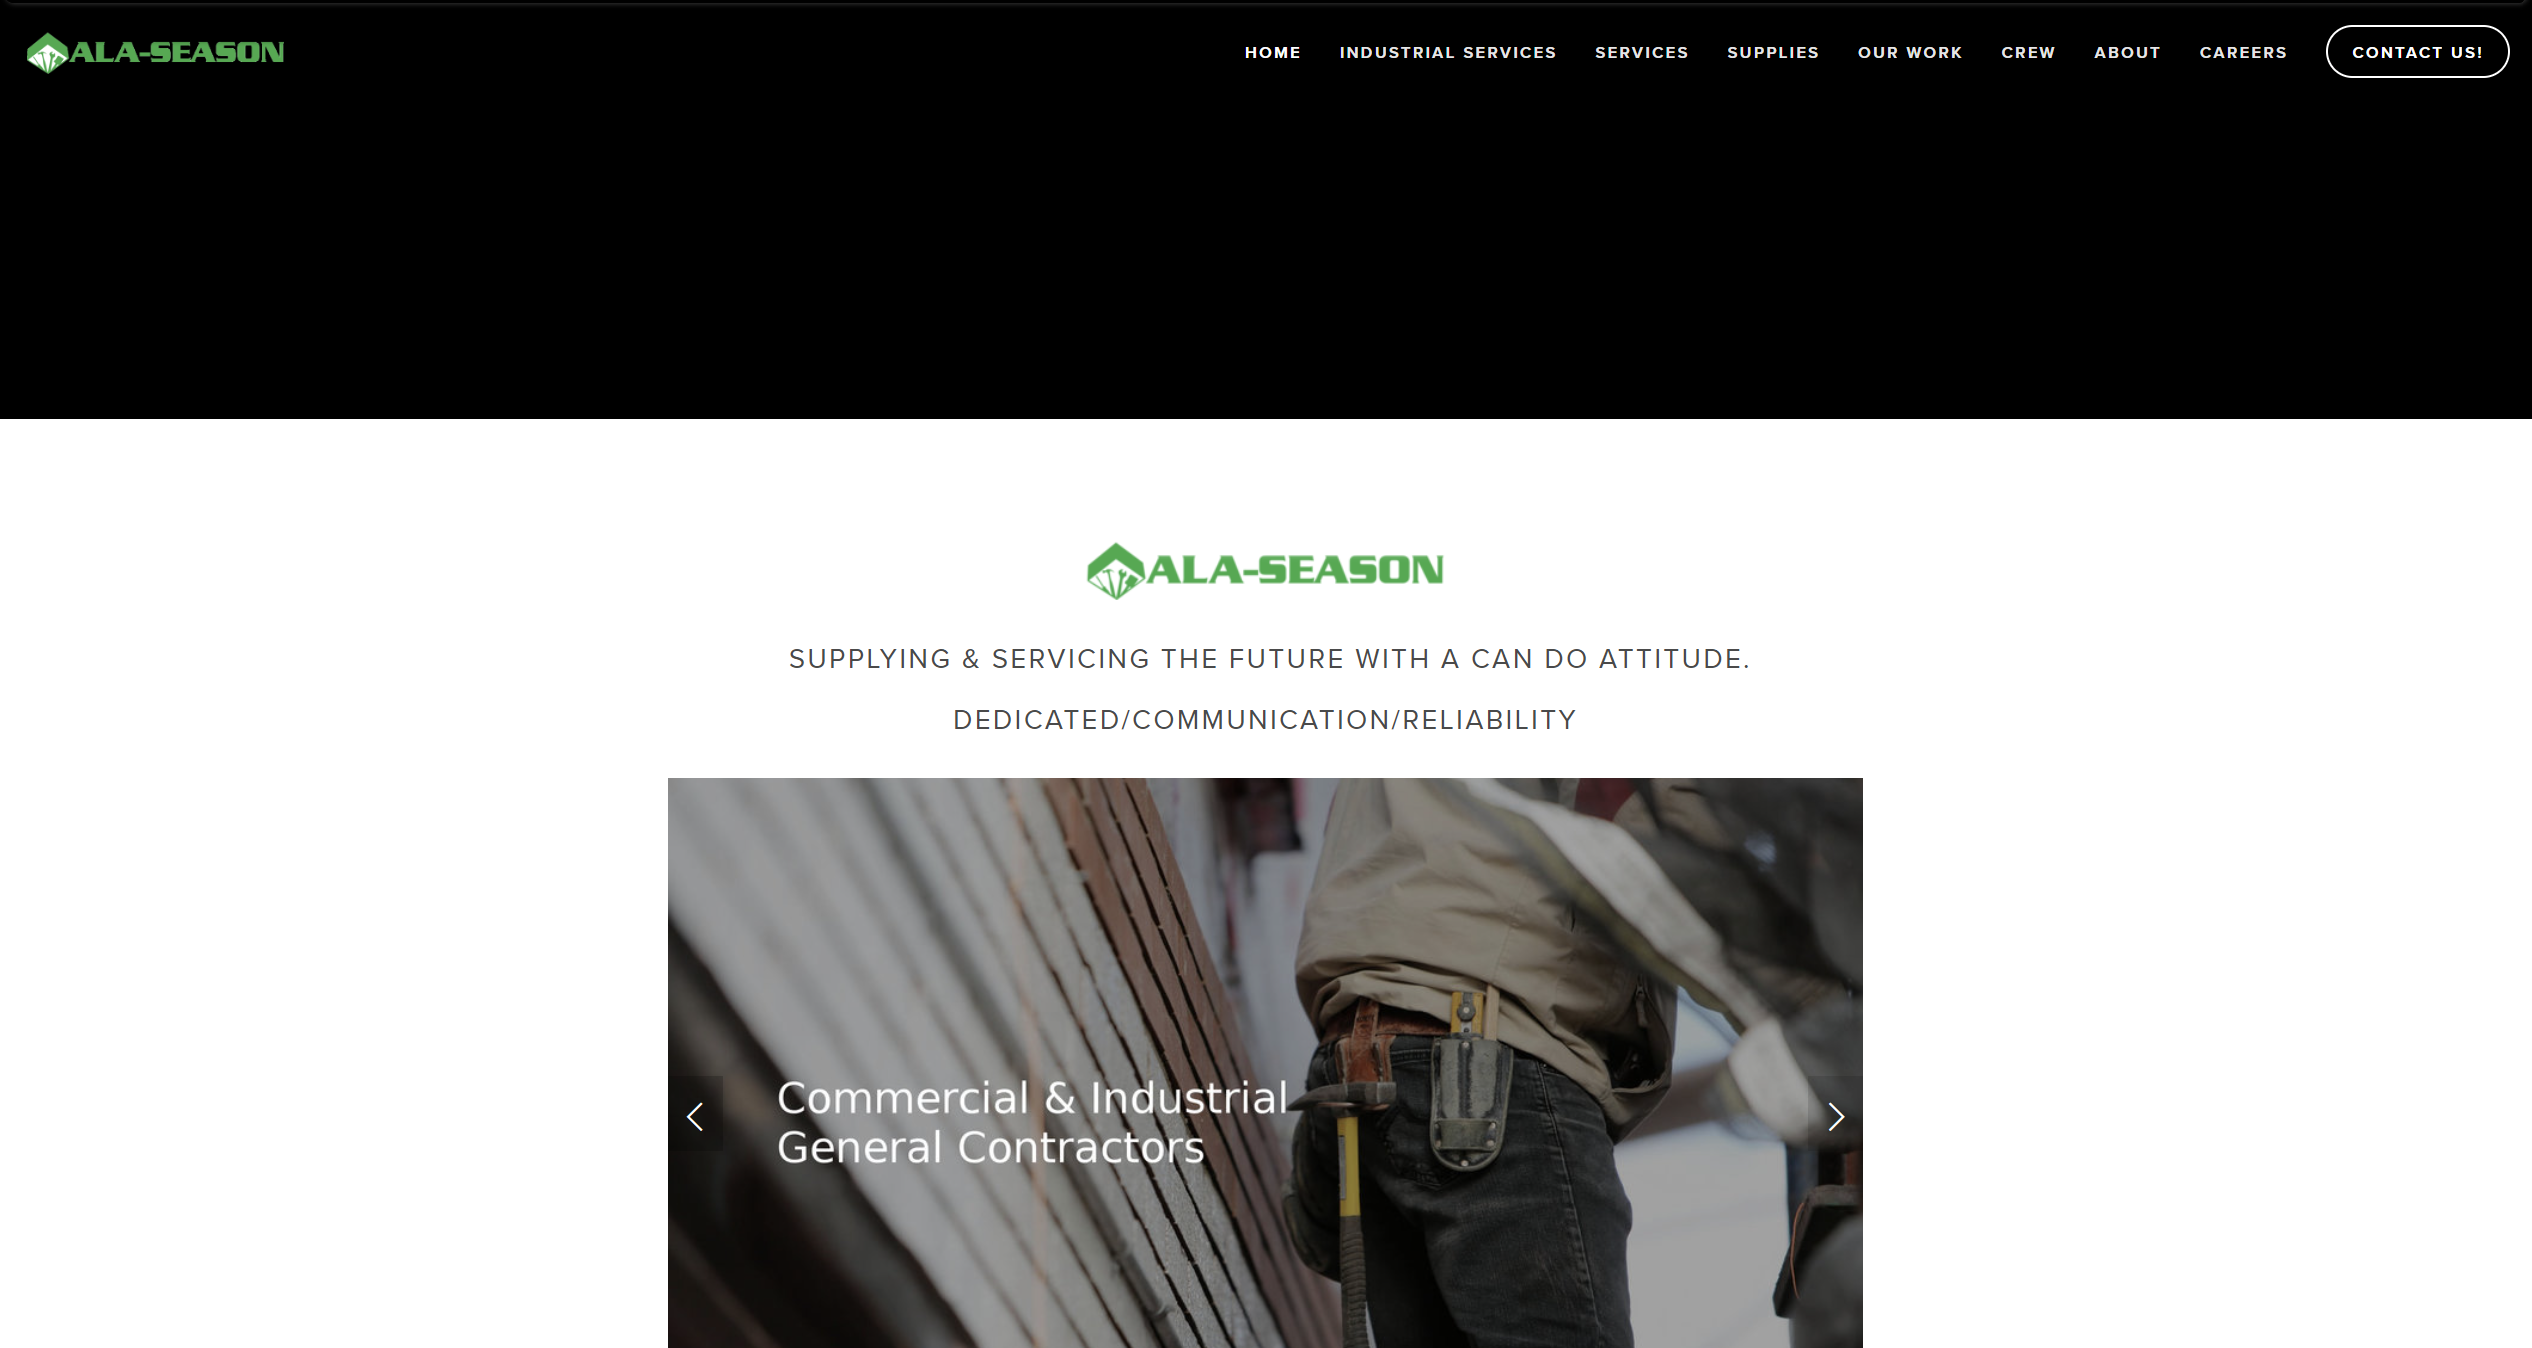 ALA-SEASON
HOME INDUSTRIAL SERVICES SERVICES SUPPLIES OUR WORK CREW ABOUT CAREERS CONTACT US!
ALA-SEASON
SUPPLYING & SERVICING THE FUTURE WITH A CAN DO ATTITUDE.
DEDICATED/COMMUNICATION/RELIABILITY
Commercial & Industrial
General Contractors